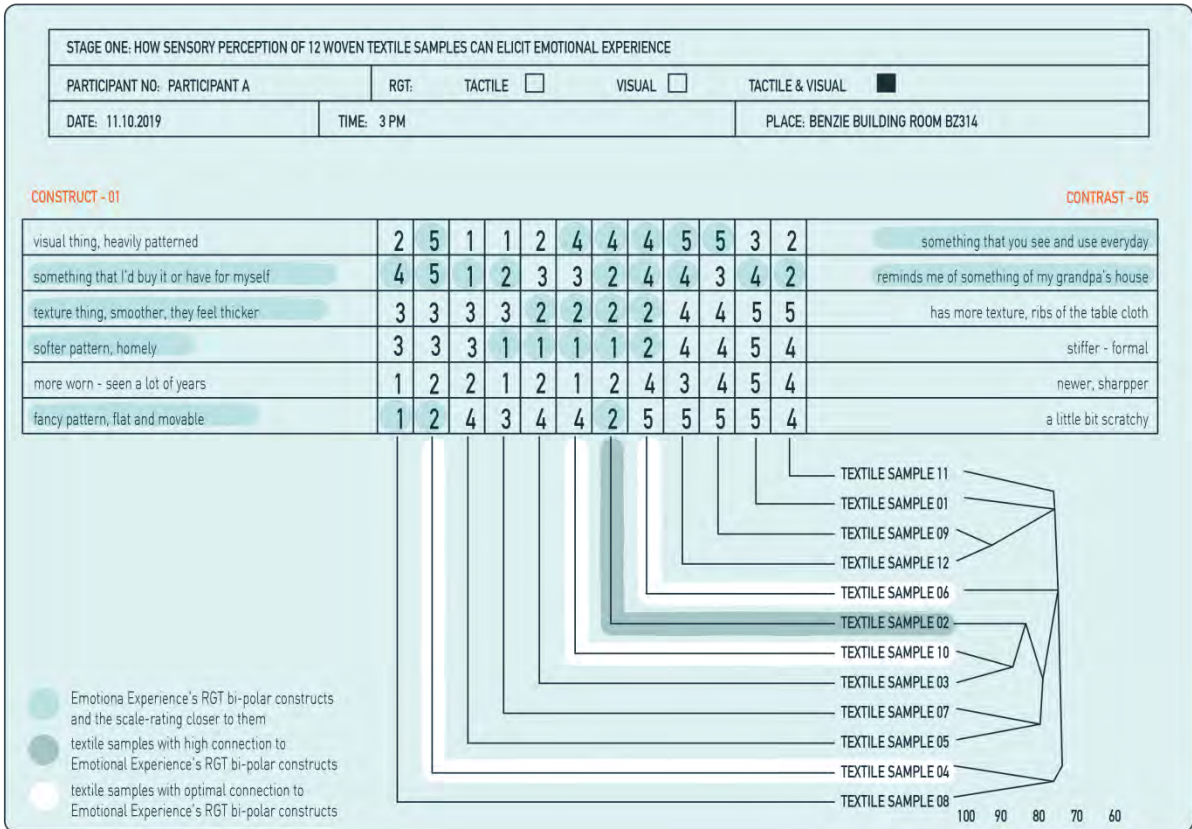 STAGE ONE: HOW SENSORY PERCEPTION OF 12 WOVEN TEXTILE SAMPLES CAN ELICIT EMOTIONAL EXPERIENCE
PARTICIPANT NO: PARTICIPANT A RGT: TACTILE VISUAL TACTILE & VISUAL
DATE: 11.10.2019 TIME: 3 PM PLACE: BENZIE BUILDING ROOM BZ314
CONSTRUCT - 01 CONTRAST - 05
visual thing, heavily patterned 2 5 1 1 2 4 4 4 5 5 3 2 something that you see and use everyday
something that I'd buy it or have for myself 4 5 1 2 3 3 2 4 4 3 4 2 reminds me of something of my grandpa's house
texture thing, smoother, they feel thicker 3 3 3 3 2 2 2 2 4 4 5 5 has more texture, ribs of the table cloth
softer pattern, homely 3 3 3 1 1 1 1 2 4 4 5 4 stiffer - formal
more worn - seen a lot of years 1 2 2 1 2 1 2 4 3 4 5 4 newer, sharpper
fancy pattern, flat and movable 1 2 4 3 4 4 2 5 5 5 5 4 a little bit scratchy
TEXTILE SAMPLE 11
TEXTILE SAMPLE 01
TEXTILE SAMPLE 09
TEXTILE SAMPLE 12
TEXTILE SAMPLE 06
TEXTILE SAMPLE 02
TEXTILE SAMPLE 10
TEXTILE SAMPLE 03
TEXTILE SAMPLE 07
TEXTILE SAMPLE 05
TEXTILE SAMPLE 04
TEXTILE SAMPLE 08
100 90 80 70 60
Emotiona Experience's RGT bi-polar constructs
and the scale-rating closer to them
textile samples with high connection to
Emotional Experience's RGT bi-polar constructs
textile samples with optimal connection to
Emotional Experience's RGT bi-polar constructs